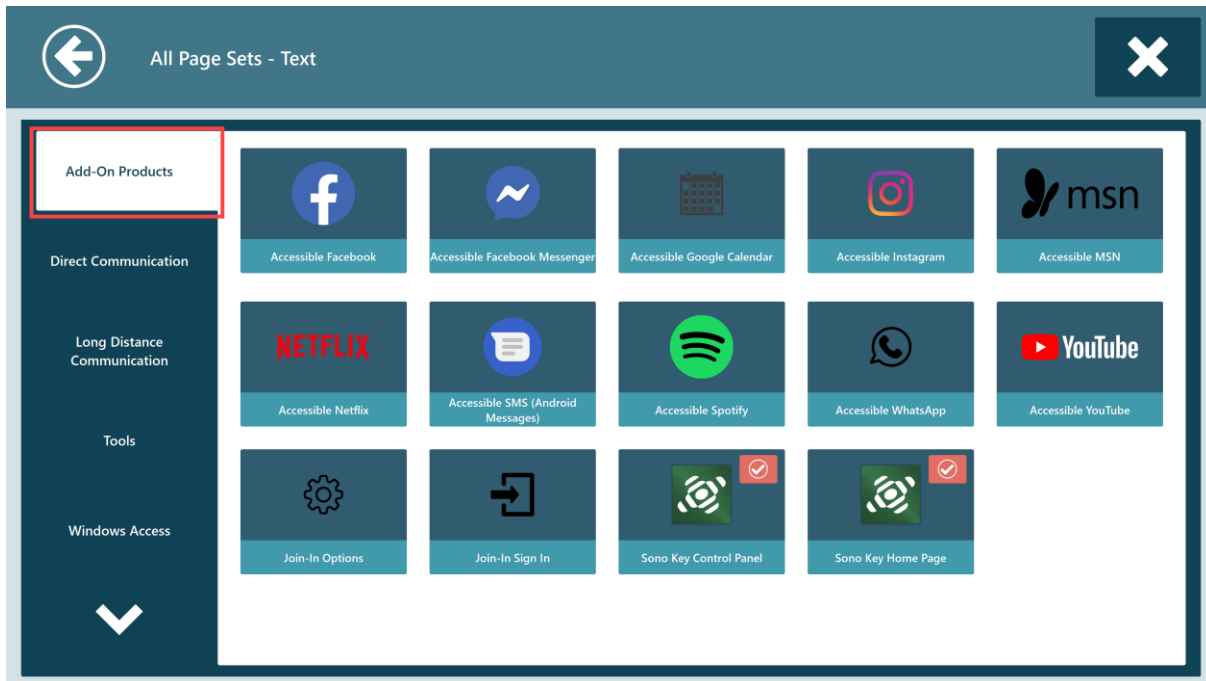 All Page Sets - Text
Add-On Products
Direct Communication
Long Distance
Communication
Tools
Windows Access
f
msn
Accessible Facebook
Accessible Facebook Messenger
Accessible Google Calendar
Accessible Instagram
Accessible MSN
NETFLIX
YouTube
Accessible Netflix
Accessible SMS (Android
Messages)
Accessible Spotify
Accessible WhatsApp
Accessible YouTube
Join-In Options
Join-In Sign In
Sono Key Control Panel
Sono Key Home Page